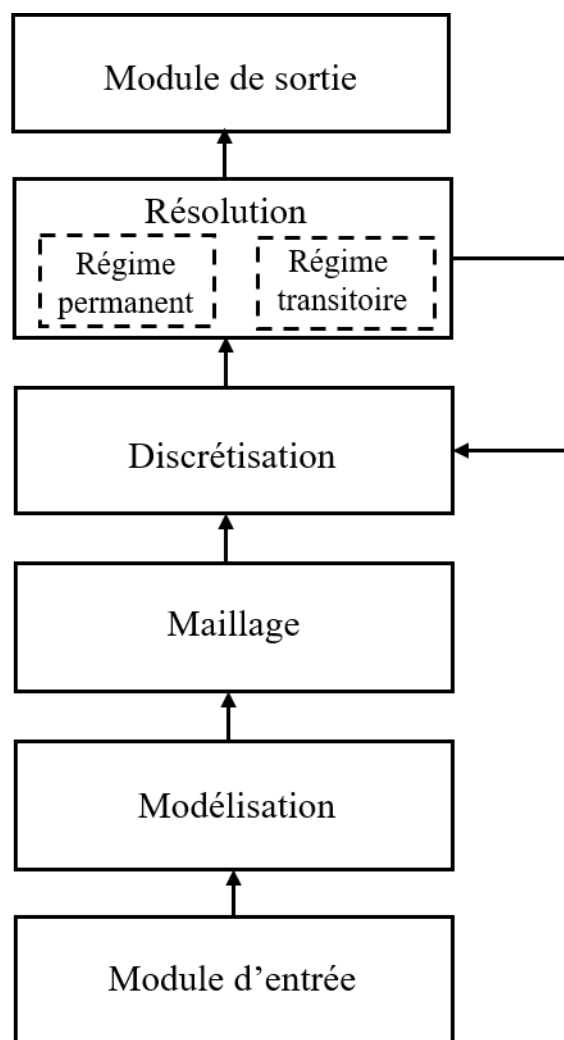 Module de sortie
Résolution
Régime
permanent
Régime
transitoire
Discrétisation
Maillage
Modélisation
Module d’entrée